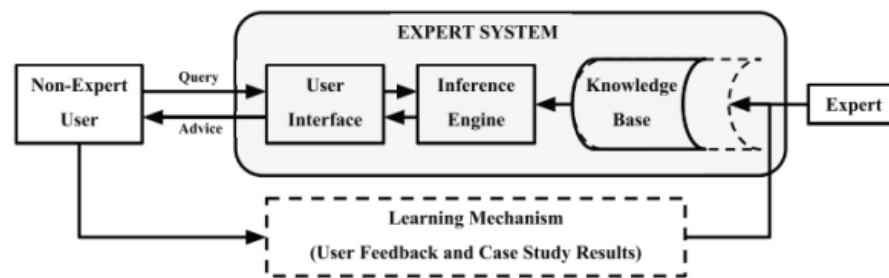 EXPERT SYSTEM
Non-Expert
User
Query
Advice
User
Interface
Inference
Engine
Knowledge
Base
Expert
Learning Mechanism
(User Feedback and Case Study Results)